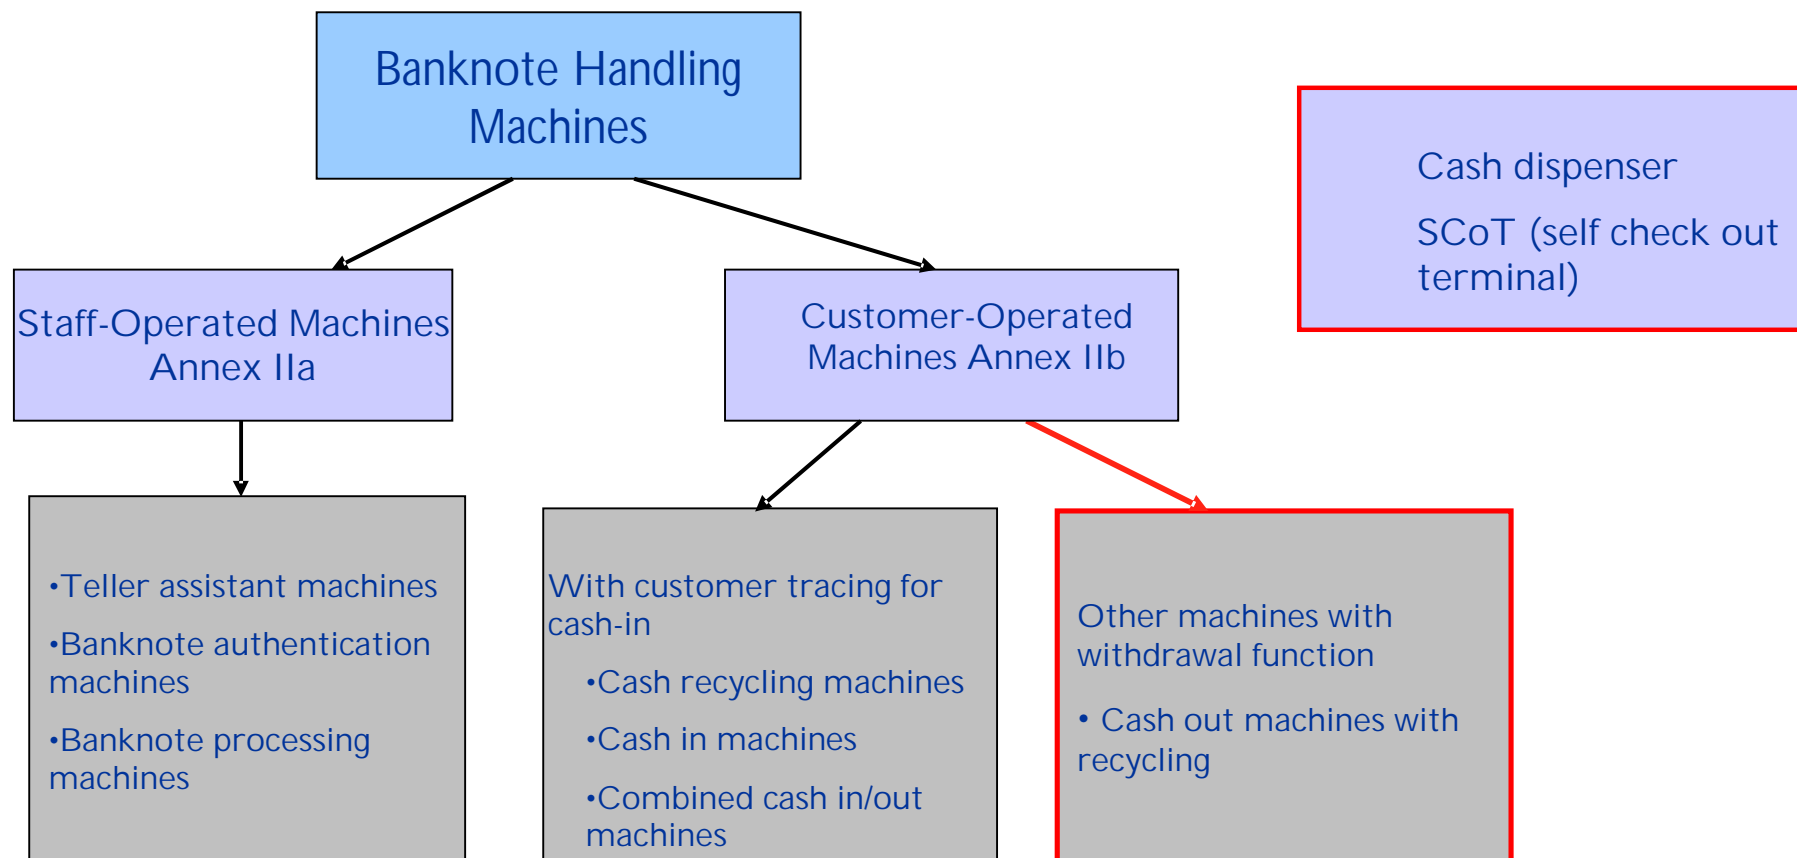 Banknote Handling
Machines
Cash dispenser
SCoT (self check out
terminal)
Staff-Operated Machines
Annex IIa
Customer-Operated
Machines Annex IIb
•Teller assistant machines
•Banknote authentication
machines
•Banknote processing
machines
With customer tracing for
cash-in
•Cash recycling machines
•Cash in machines
•Combined cash in/out
machines
Other machines with
withdrawal function
• Cash out machines with
recycling